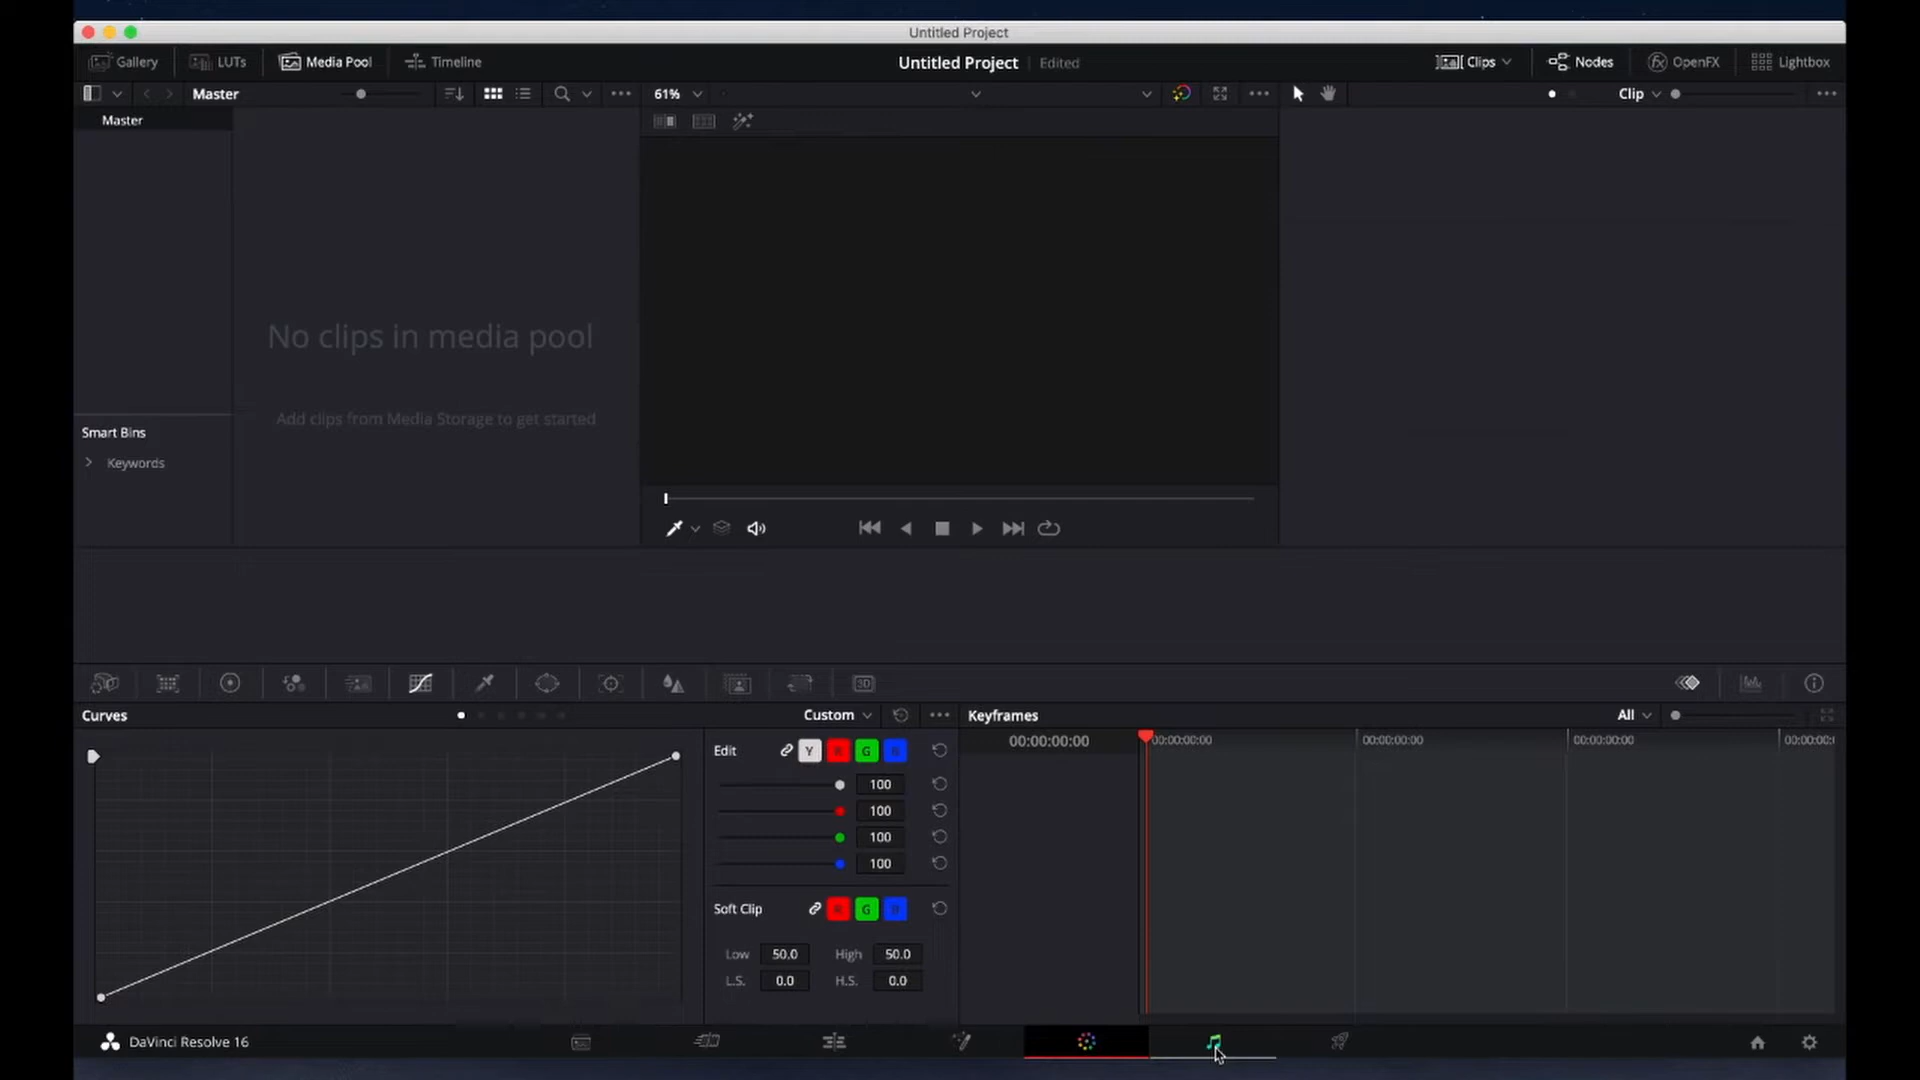 Untitled Project
Gallery LUTs Media Pool Timeline Untitled Project Edited Clips Nodes OpenFX Lightbox
Master 61% Clip
Master
No clips in media pool
Add clips from Media Storage to get started
Smart Bins
Keywords
3D
Curves Custom Keyframes All
Edit Y R G B 00:00:00:00 00:00:00:00 00:00:00:00 00:00:00:00
100
100
100
100
Soft Clip R G B
Low 50.0 High 50.0
L.S. 0.0 H.S. 0.0
DaVinci Resolve 16